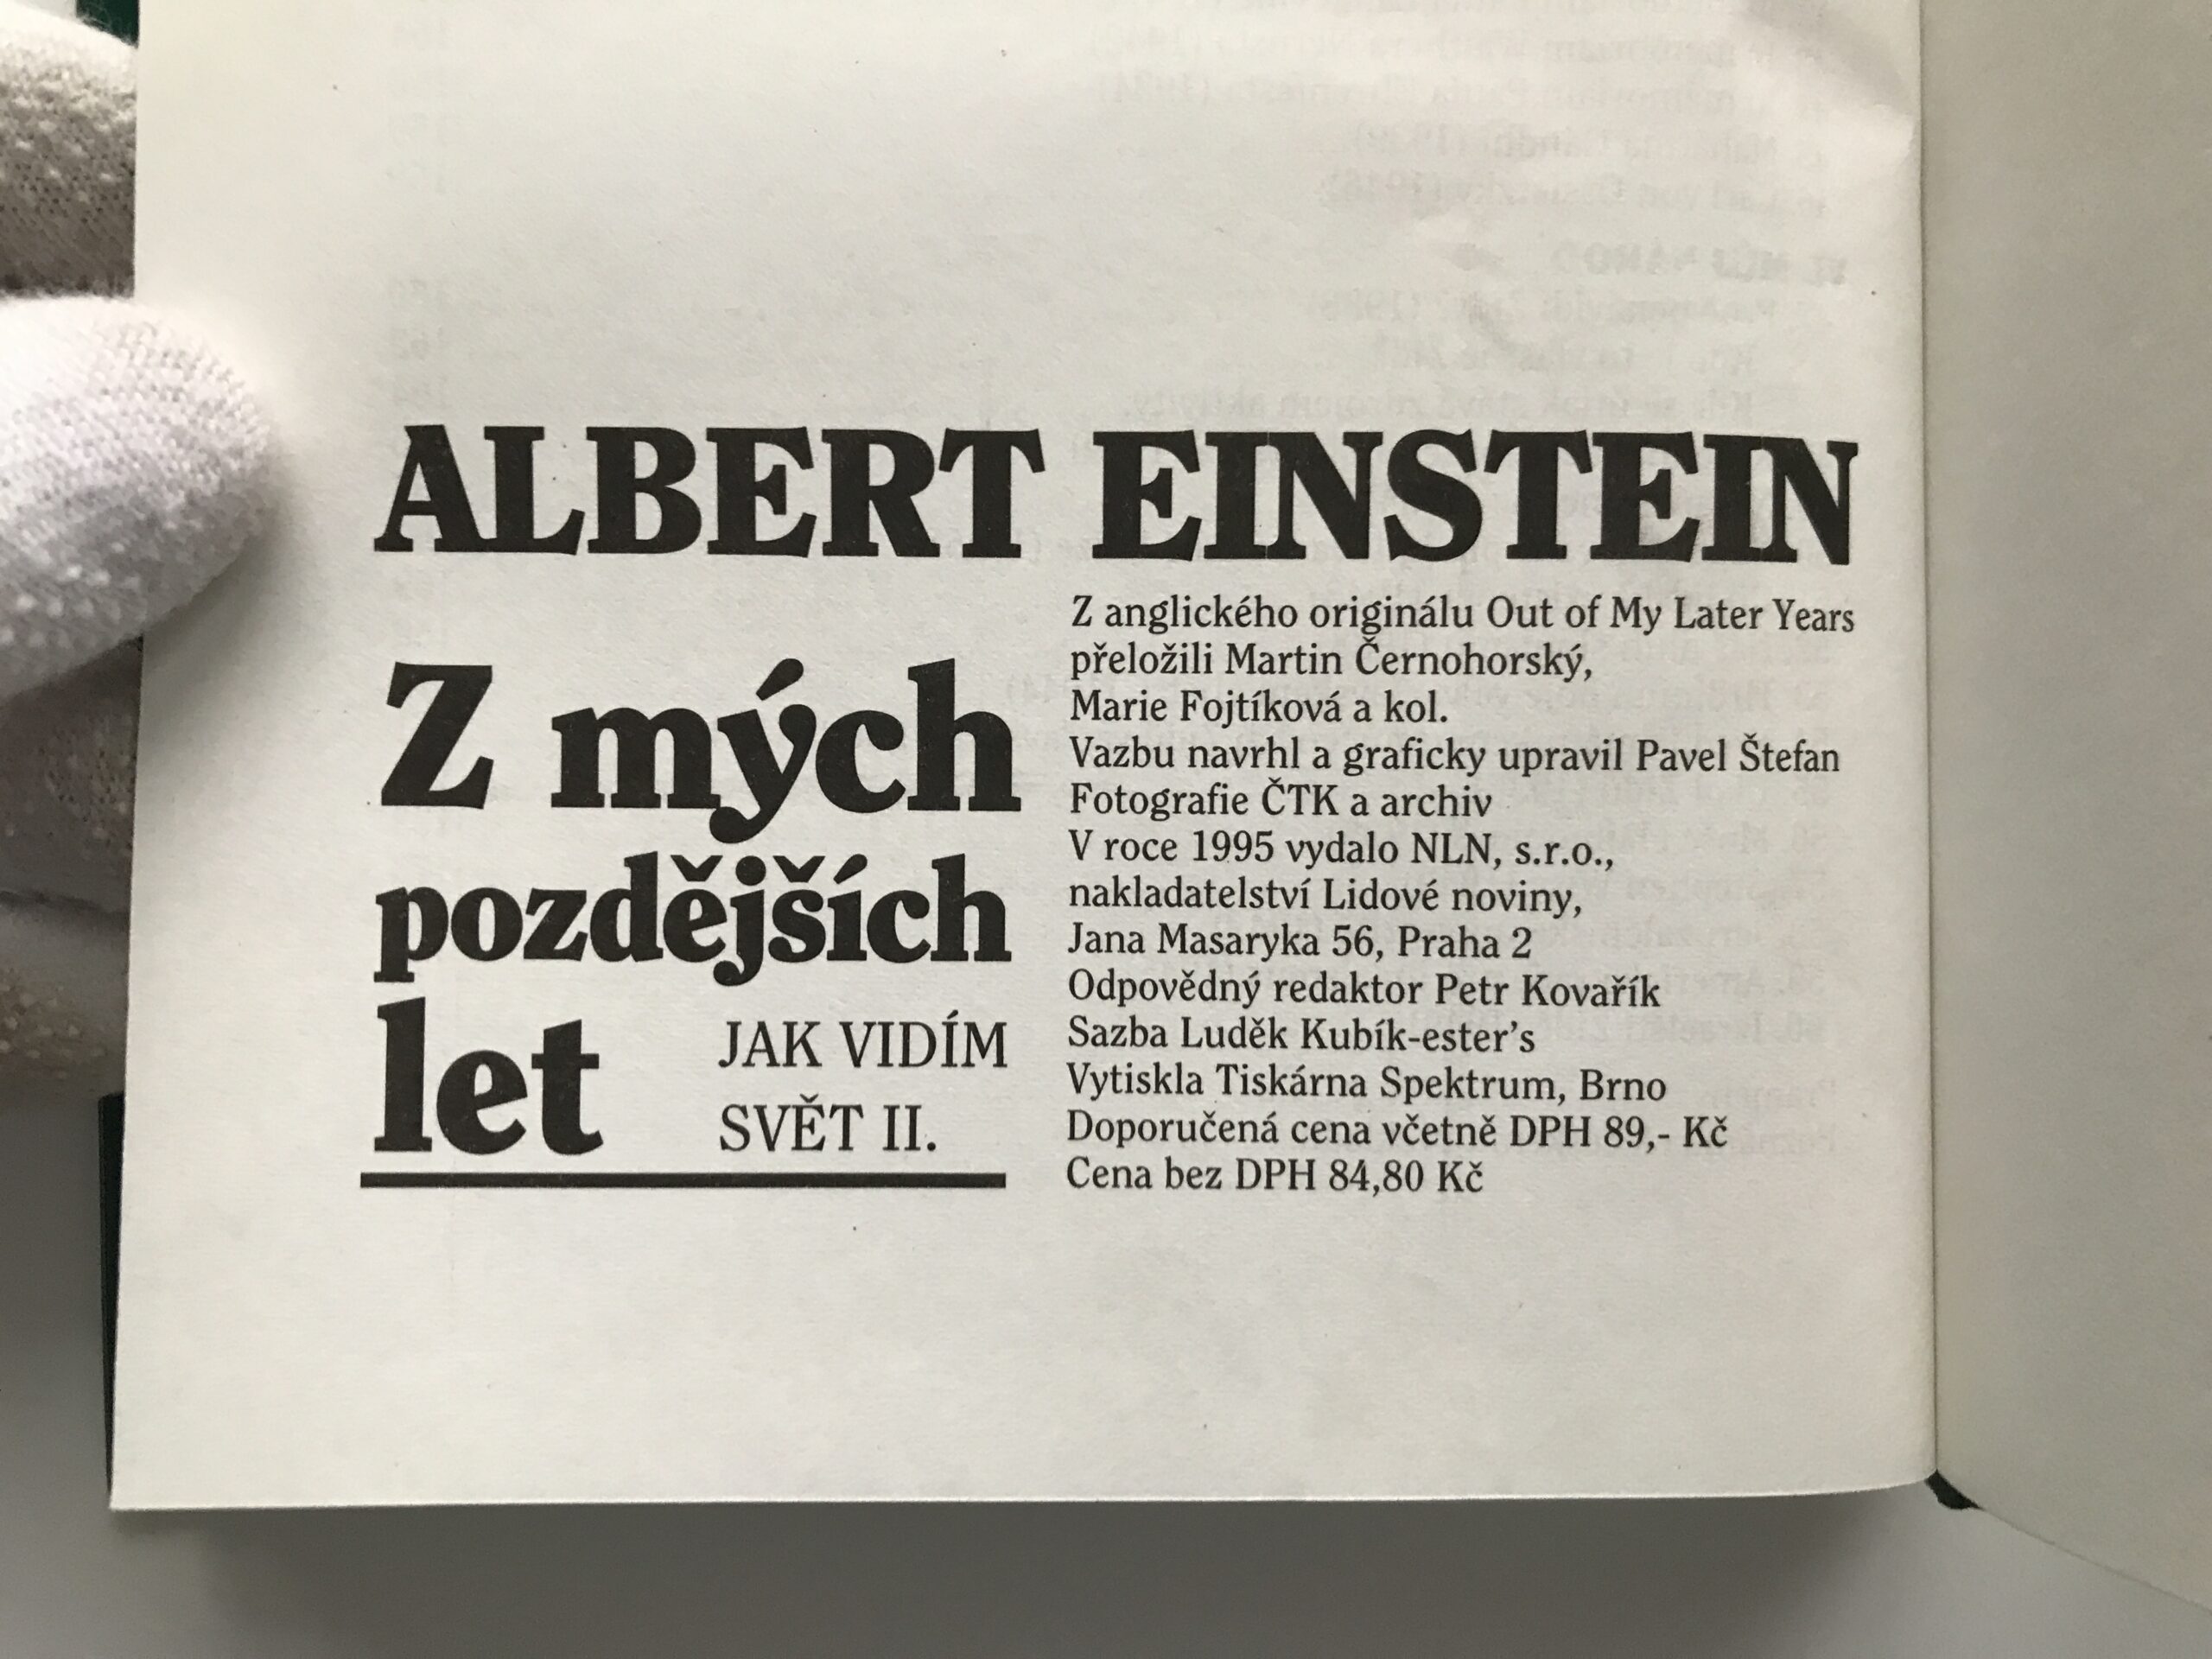 ALBERT EINSTEIN
Z mých
pozdějších
let
JAK VIDÍM
SVĚT II.
Z anglického originálu Out of My Later Years
přeložili Martin Černohorský,
Marie Fojtíková a kol.
Vazbu navrhl a graficky upravil Pavel Štefan
Fotografie ČTK a archiv
V roce 1995 vydalo NLN, s.r.o.,
nakladatelství Lidové noviny,
Jana Masaryka 56, Praha 2
Odpovědný redaktor Petr Kovařík
Sazba Luděk Kubík-ester's
Vytiskla Tiskárna Spektrum, Brno
Doporučená cena včetně DPH 89,- Kč
Cena bez DPH 84,80 Kč